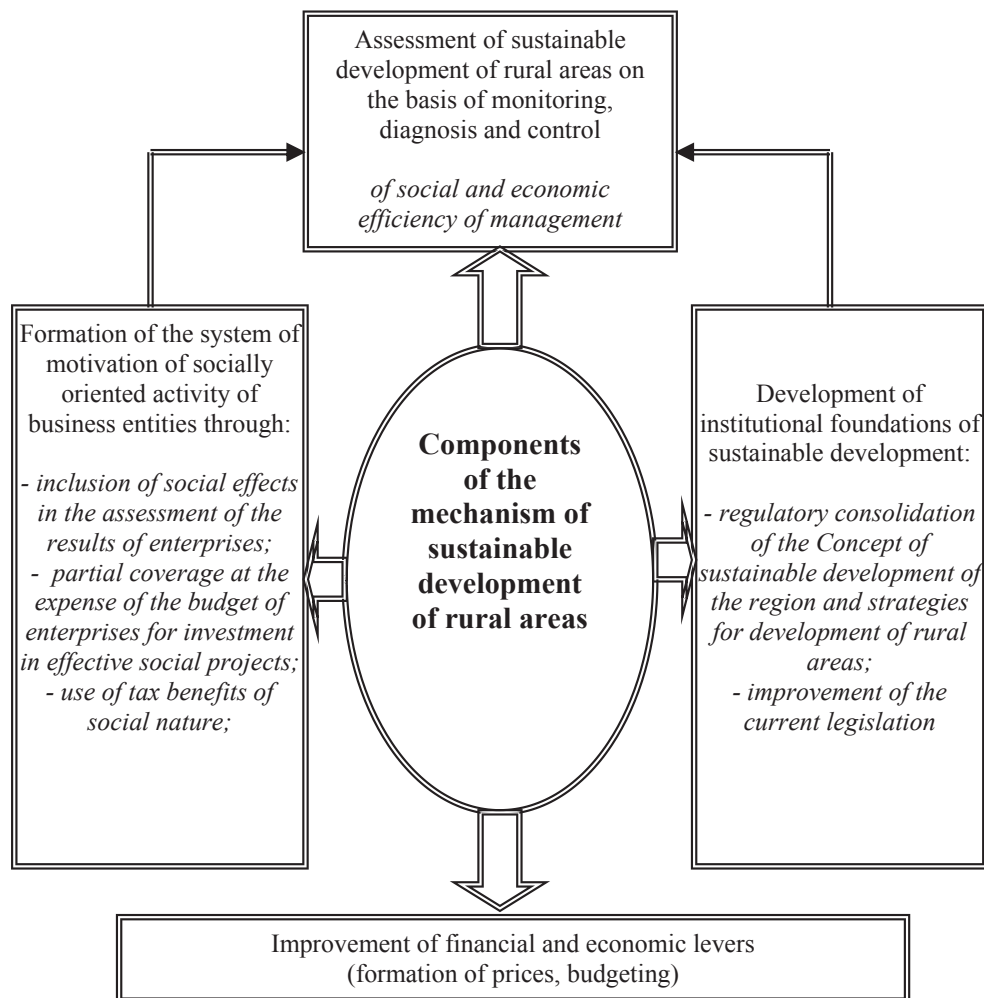 Assessment of sustainable
development of rural areas on
the basis of monitoring,
diagnosis and control
of social and economic
efficiency of management
Formation of the system of
motivation of socially
oriented activity of
business entities through:
- inclusion of social effects
in the assessment of the
results of enterprises;
- partial coverage at the
expense of the budget of
enterprises for investment
in effective social projects;
- use of tax benefits of
social nature;
Components
of the
mechanism of
sustainable
development
of rural areas
Development of
institutional foundations of
sustainable development:
- regulatory consolidation
of the Concept of
sustainable development of
the region and strategies
for development of rural
areas;
- improvement of the
current legislation
Improvement of financial and economic levers
(formation of prices, budgeting)